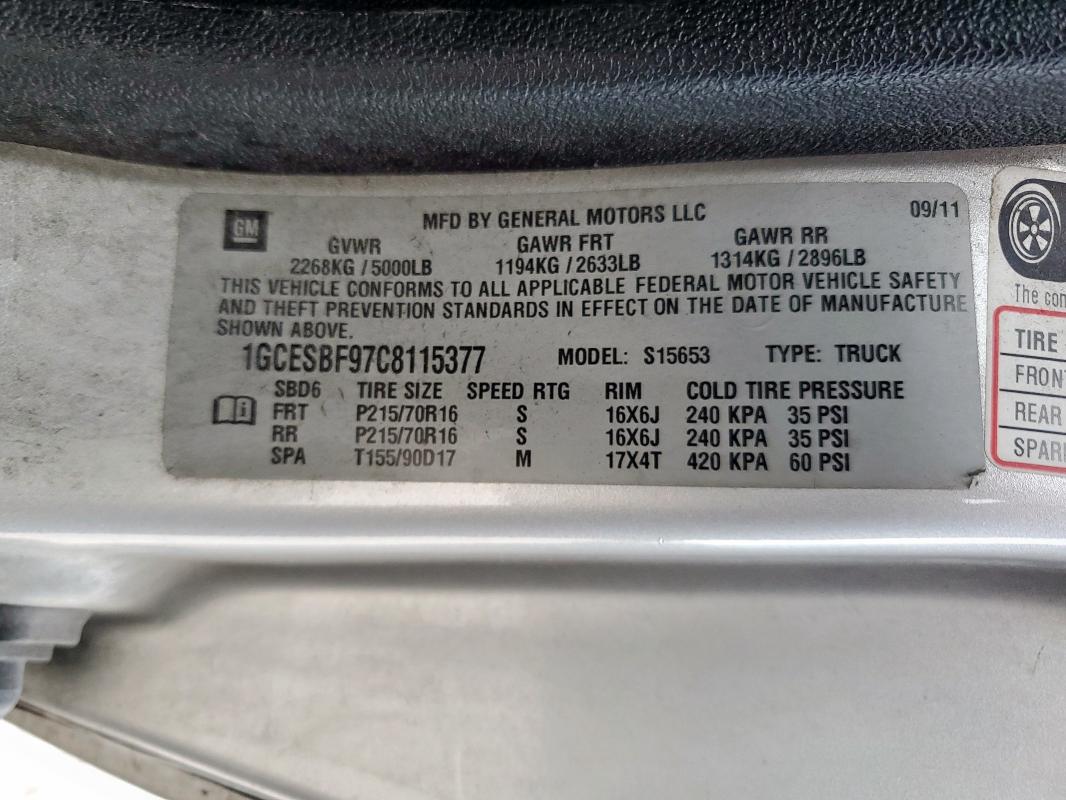 GM MFD BY GENERAL MOTORS LLC 09/11
GVWR GAWR FRT GAWR RR
2268KG / 5000LB 1194KG / 2633LB 1314KG / 2896LB
THIS VEHICLE CONFORMS TO ALL APPLICABLE FEDERAL MOTOR VEHICLE SAFETY
AND THEFT PREVENTION STANDARDS IN EFFECT ON THE DATE OF MANUFACTURE
SHOWN ABOVE.
1GCESBF97C8115377 MODEL: S15653 TYPE: TRUCK
SBD6 TIRE SIZE SPEED RTG RIM COLD TIRE PRESSURE
FRT P215/70R16 S 16X6J 240 KPA 35 PSI
RR P215/70R16 S 16X6J 240 KPA 35 PSI
SPA T155/90D17 M 17X4T 420 KPA 60 PSI
The
TIRE
FRONT
REAR